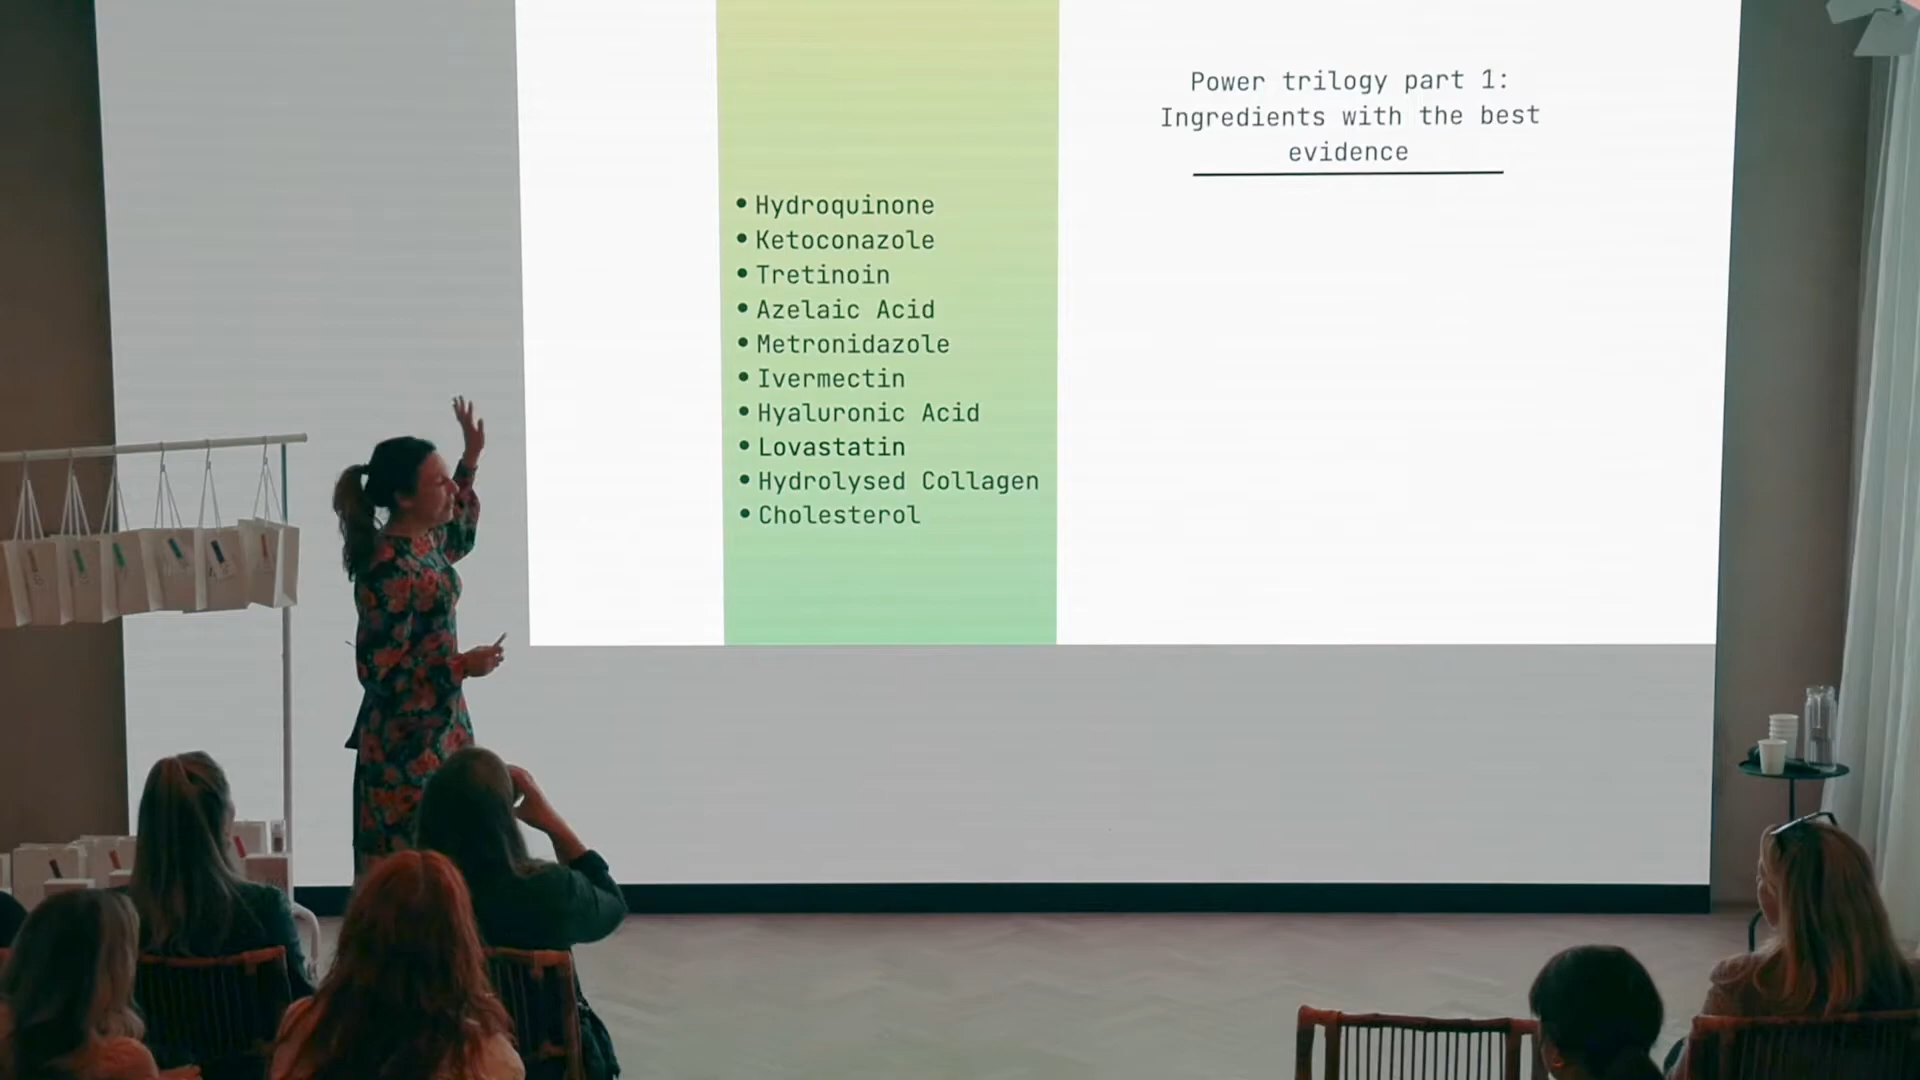 Power trilogy part 1:
Ingredients with the best
evidence
• Hydroquinone
• Ketoconazole
• Tretinoin
• Azelaic Acid
• Metronidazole
• Ivermectin
• Hyaluronic Acid
• Lovastatin
• Hydrolysed Collagen
• Cholesterol